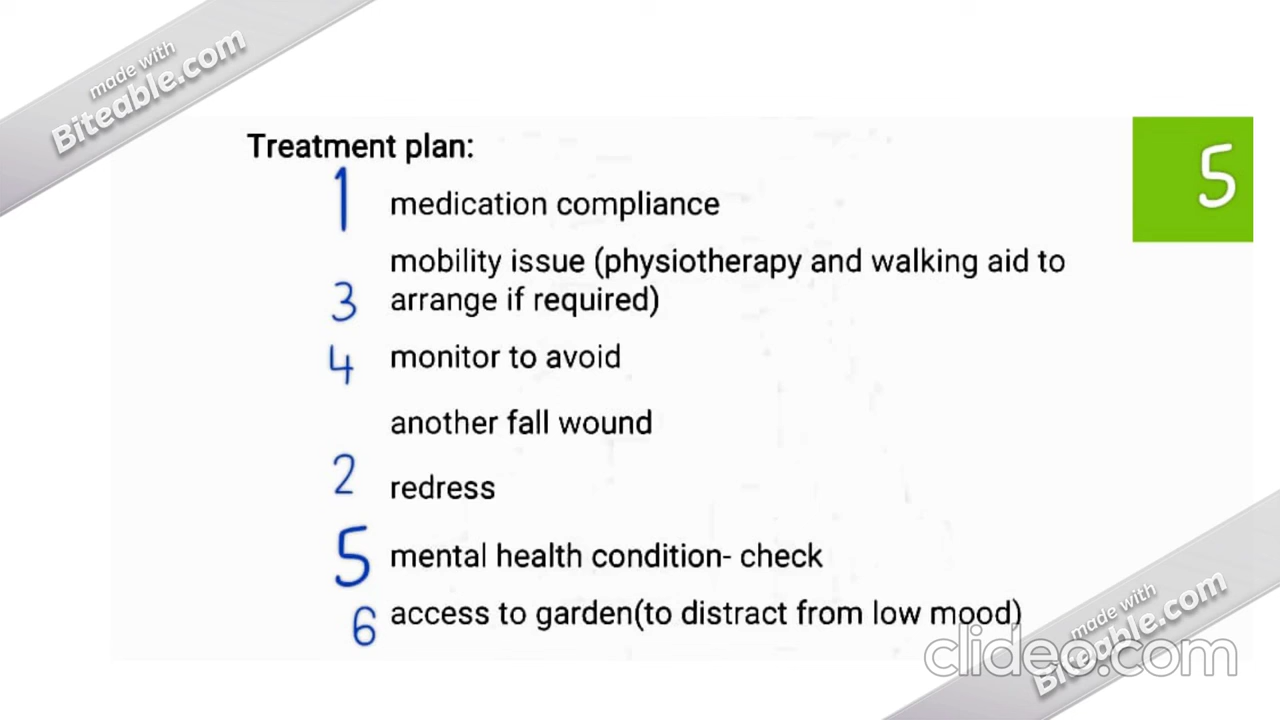 made with
Biteable.com
Treatment plan:
5
1 medication compliance
mobility issue (physiotherapy and walking aid to
3 arrange if required)
4 monitor to avoid
another fall wound
2 redress
5 mental health condition- check
6 access to garden(to distract from low mood)
made with
Biteable.com
clideo.com